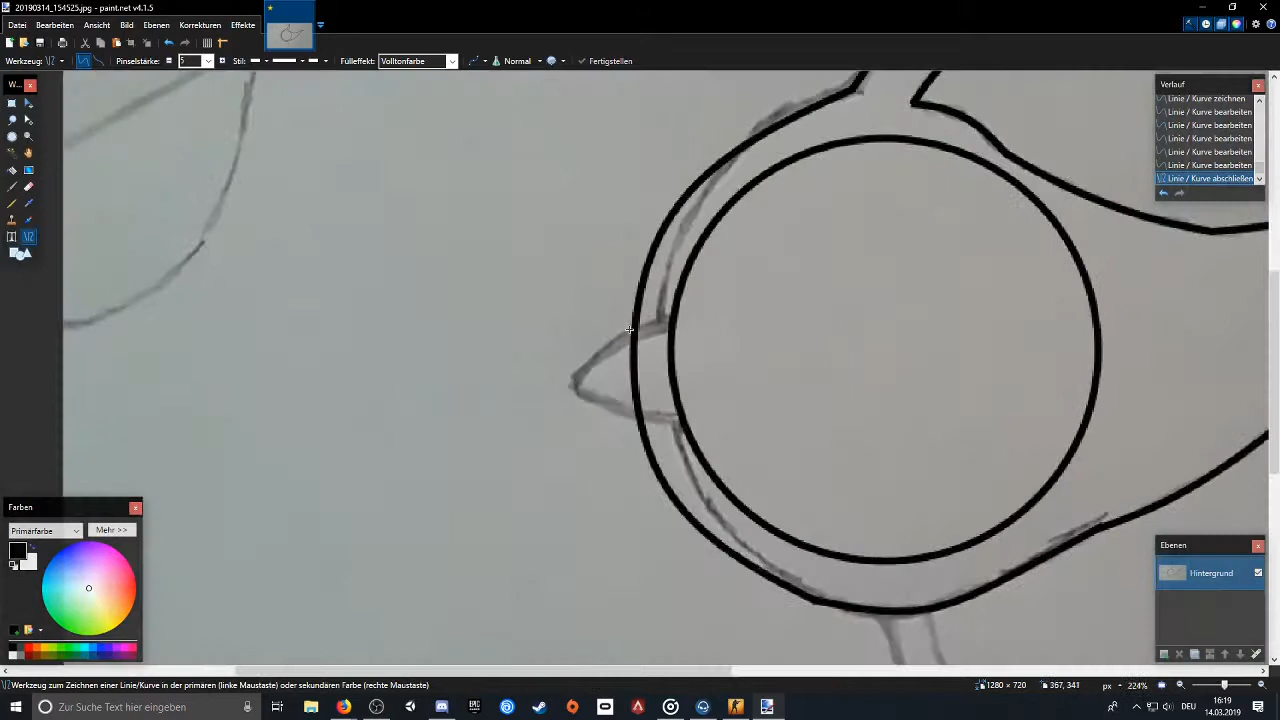 20190314_154525.jpg - paint.net v4.1.5
Datei Bearbeiten Ansicht Bild Ebenen Korrekturen Effekte
Werkzeug: Pinselstärke: 5 Stil: Fülleffekt: Volltonfarbe Normal Fertigstellen
W...
Verlauf
Linie / Kurve zeichnen
Linie / Kurve bearbeiten
Linie / Kurve bearbeiten
Linie / Kurve bearbeiten
Linie / Kurve bearbeiten
Linie / Kurve bearbeiten
Linie / Kurve abschließen
Farben
Primärfarbe Mehr >>
Ebenen
Hintergrund
Werkzeug zum Zeichnen einer Linie/Kurve in der primären (linke Maustaste) oder sekundären Farbe (rechte Maustaste)
1280 × 720 367, 341 px 224%
Zur Suche Text hier eingeben
DEU
16:19
14.03.2019